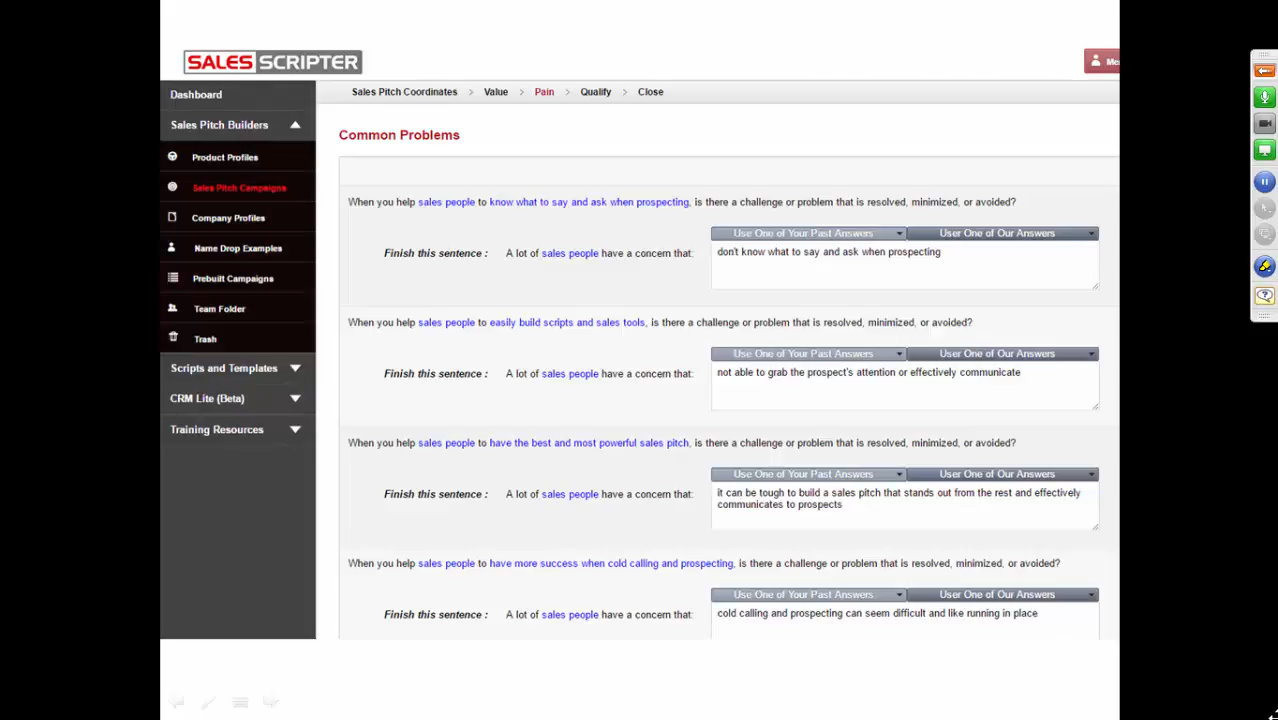 SALES SCRIPTER
Me
Dashboard
Sales Pitch Builders
Product Profiles
Sales Pitch Campaigns
Company Profiles
Name Drop Examples
Prebuilt Campaigns
Team Folder
Trash
Scripts and Templates
CRM Lite (Beta)
Training Resources
Sales Pitch Coordinates > Value > Pain > Qualify > Close
Common Problems
When you help sales people to know what to say and ask when prospecting, is there a challenge or problem that is resolved, minimized, or avoided?
Use One of Your Past Answers User One of Our Answers
Finish this sentence : A lot of sales people have a concern that: don't know what to say and ask when prospecting
When you help sales people to easily build scripts and sales tools, is there a challenge or problem that is resolved, minimized, or avoided?
Use One of Your Past Answers User One of Our Answers
Finish this sentence : A lot of sales people have a concern that: not able to grab the prospect's attention or effectively communicate
When you help sales people to have the best and most powerful sales pitch, is there a challenge or problem that is resolved, minimized, or avoided?
Use One of Your Past Answers User One of Our Answers
Finish this sentence : A lot of sales people have a concern that: it can be tough to build a sales pitch that stands out from the rest and effectively
communicates to prospects
When you help sales people to have more success when cold calling and prospecting, is there a challenge or problem that is resolved, minimized, or avoided?
Use One of Your Past Answers User One of Our Answers
Finish this sentence : A lot of sales people have a concern that: cold calling and prospecting can seem difficult and like running in place